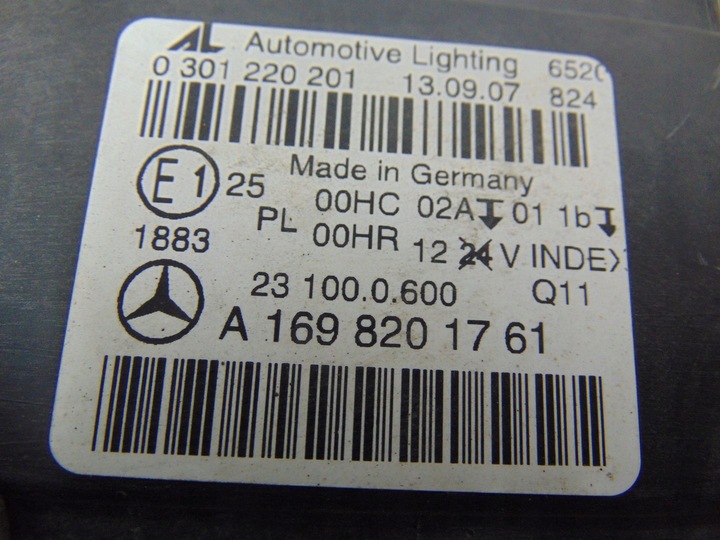 AL Automotive Lighting 652
0 301 220 201 13.09.07 824
Made in Germany
E1 25 00HC 02A 01 1b
PL 00HR 12 24 V INDEX
1883
23 100.0.600 Q11
A 169 820 17 61